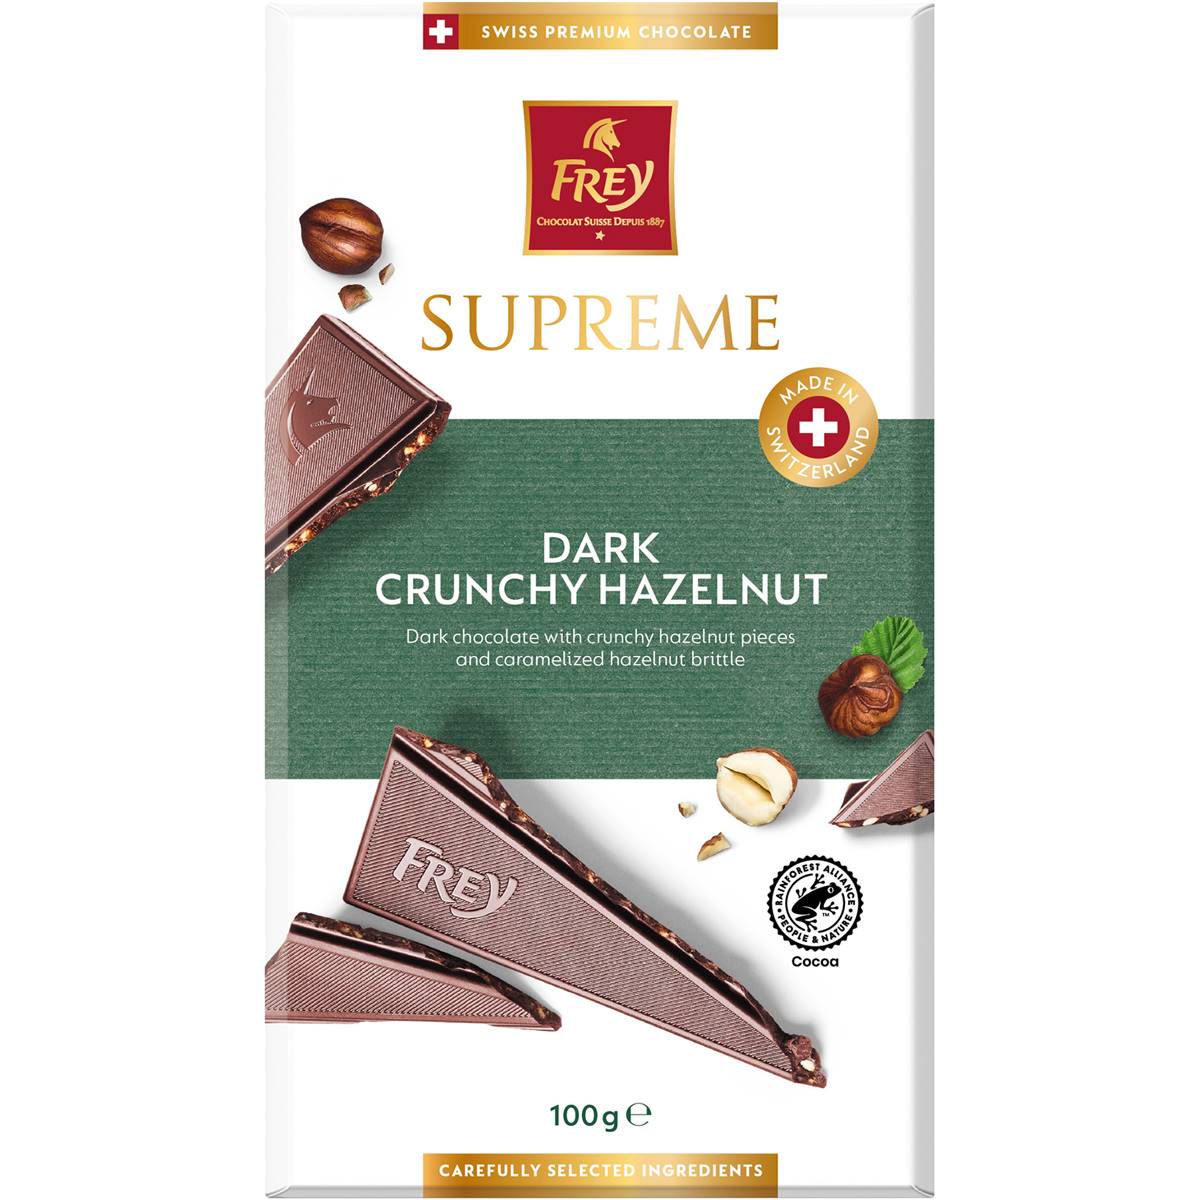 SWISS PREMIUM CHOCOLATE
FREY
CHOCOLAT SUISSE DEPUIS 1887
SUPREME
MADE IN
SWITZERLAND
DARK
CRUNCHY HAZELNUT
Dark chocolate with crunchy hazelnut pieces
and caramelized hazelnut brittle
FREY
RAINFOREST ALLIANCE
PEOPLE & NATURE
TM
Cocoa
100g ℮
CAREFULLY SELECTED INGREDIENTS